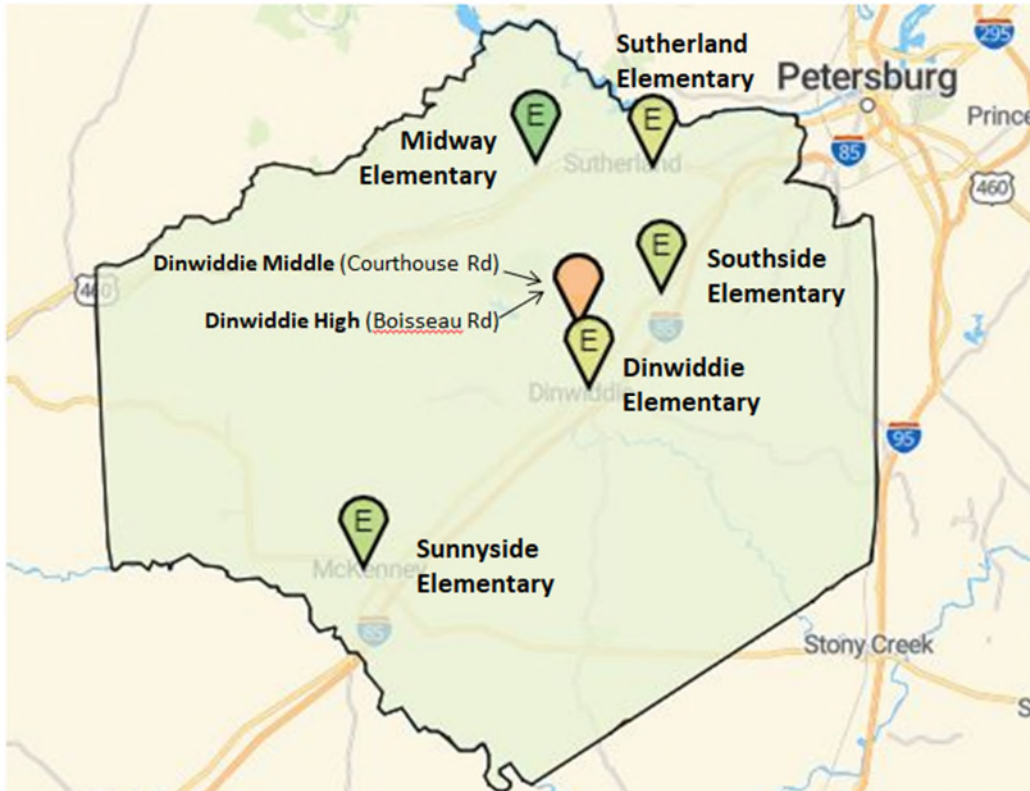 Sutherland
Elementary
295
Petersburg
Prince
E
E
Midway
Elementary
Sutherland
85
460
E
Southside
Elementary
Dinwiddie Middle (Courthouse Rd)
460
Dinwiddie High (Boisseau Rd)
85
E
Dinwiddie
Elementary
Dinwiddie
95
E
Sunnyside
Elementary
McKenney
85
Stony Creek
S